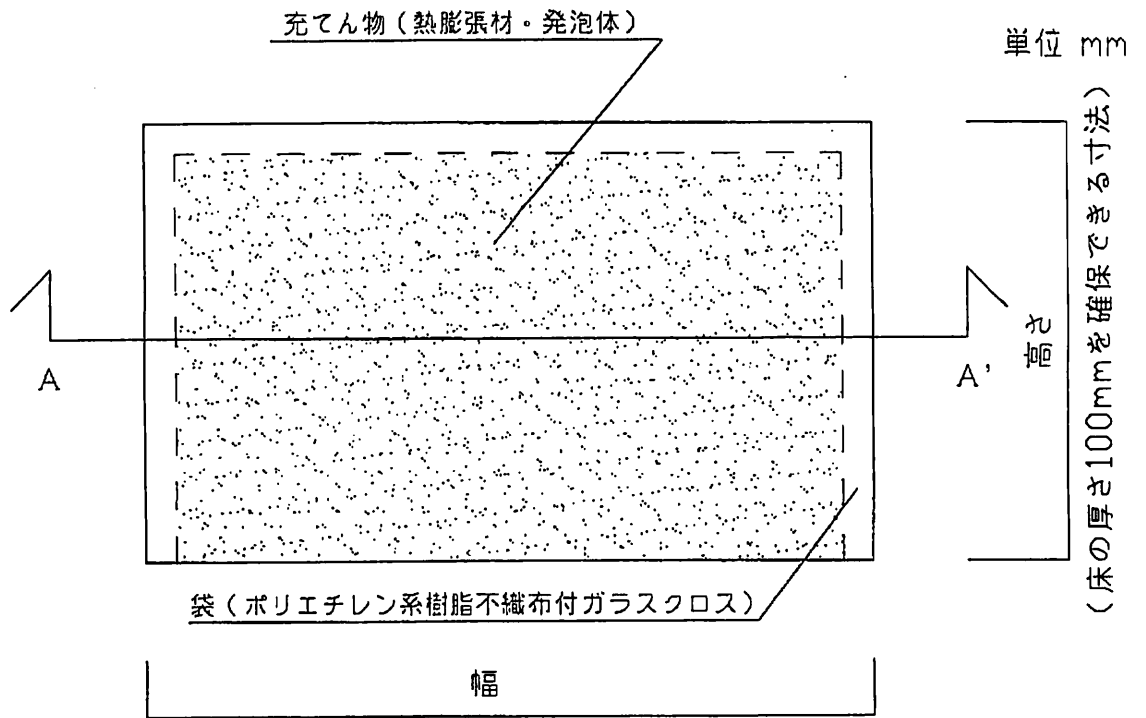 充てん物(熱膨張材・発泡体)
単位 mm
A
A'
高さ
(床の厚さ100mmを確保できる寸法)
袋(ポリエチレン系樹脂不織布付ガラスクロス)
幅